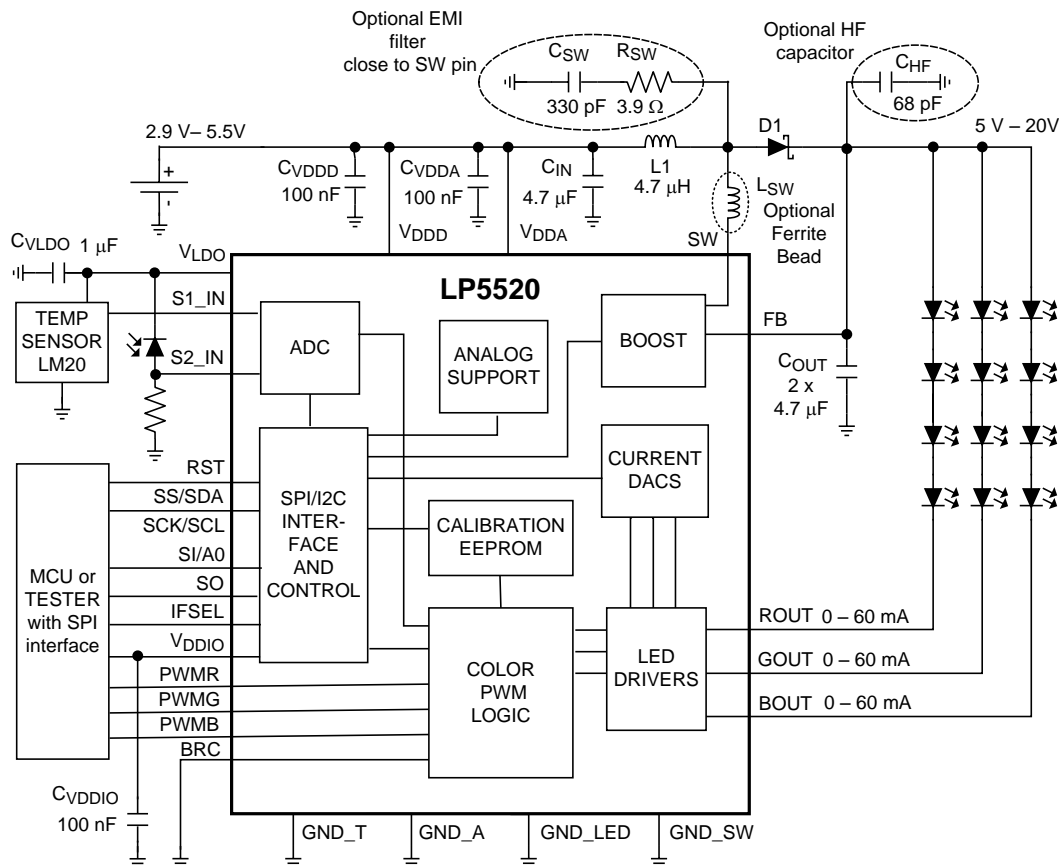 Optional EMI
filter
close to SW pin
CSW
RSW
330 pF
3.9 Ω
Optional HF
capacitor
CHF
68 pF
2.9 V– 5.5V
D1
5 V – 20V
+
-
CVDDD
100 nF
CVDDA
100 nF
CIN
4.7 μF
L1
4.7 μH
LSW
Optional
Ferrite
Bead
VDDD
VDDA
SW
CVLDO 1 μF
VLDO
LP5520
S1_IN
TEMP
SENSOR
LM20
S2_IN
ADC
ANALOG
SUPPORT
BOOST
FB
COUT
2 x
4.7 μF
RST
SS/SDA
SCK/SCL
SI/A0
SO
IFSEL
VDDIO
PWMR
PWMG
PWMB
BRC
MCU or
TESTER
with SPI
interface
SPI/I2C
INTER-
FACE
AND
CONTROL
CURRENT
DACS
CALIBRATION
EEPROM
COLOR
PWM
LOGIC
LED
DRIVERS
ROUT 0 – 60 mA
GOUT 0 – 60 mA
BOUT 0 – 60 mA
CVDDIO
100 nF
GND_T
GND_A
GND_LED
GND_SW